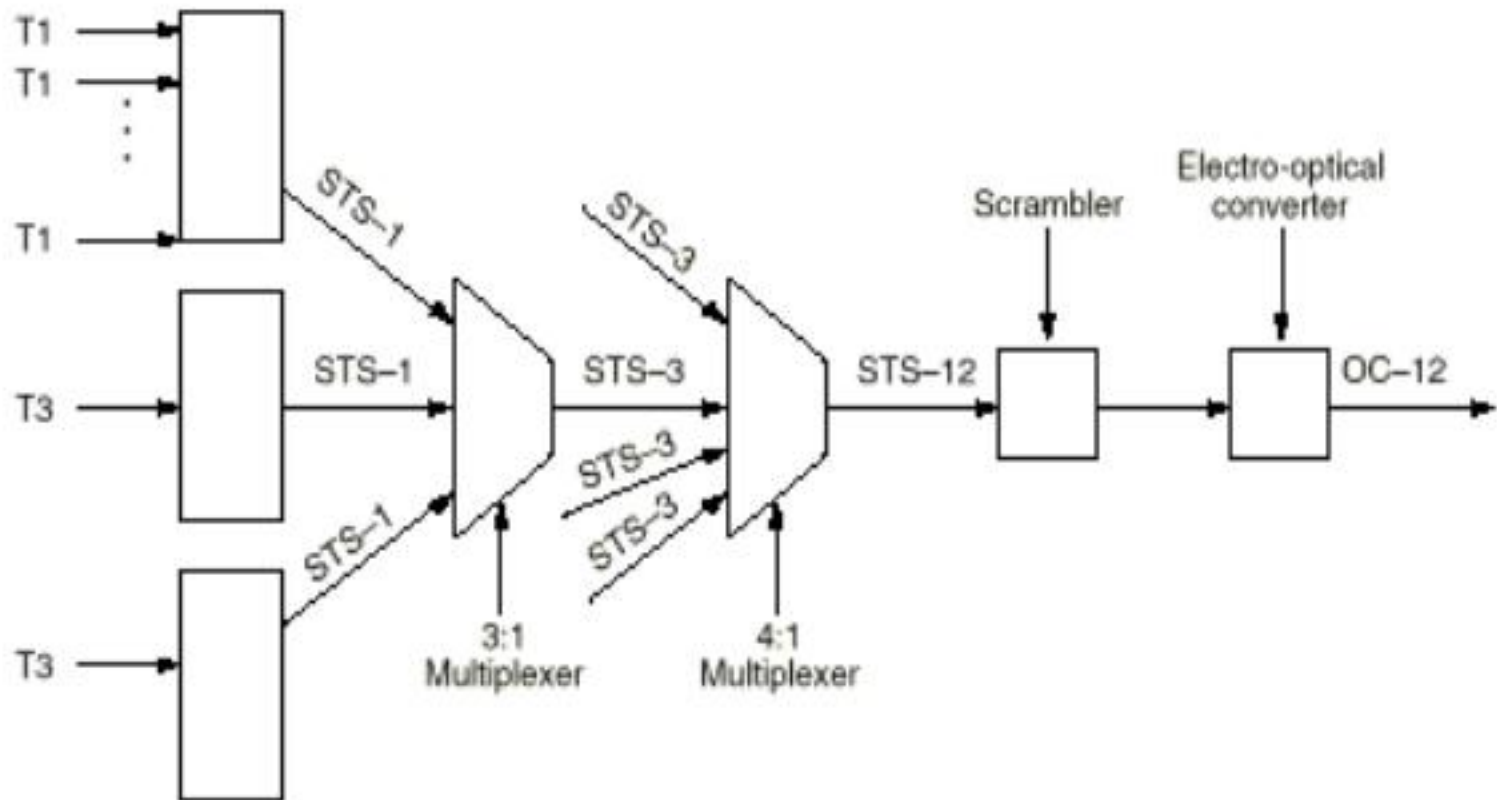 T1
T1
T1
STS–1
T3
STS–1
STS–1
T3
3:1
Multiplexer
STS–3
STS–3
STS–3
STS–3
4:1
Multiplexer
STS–12
Scrambler
Electro-optical
converter
OC–12